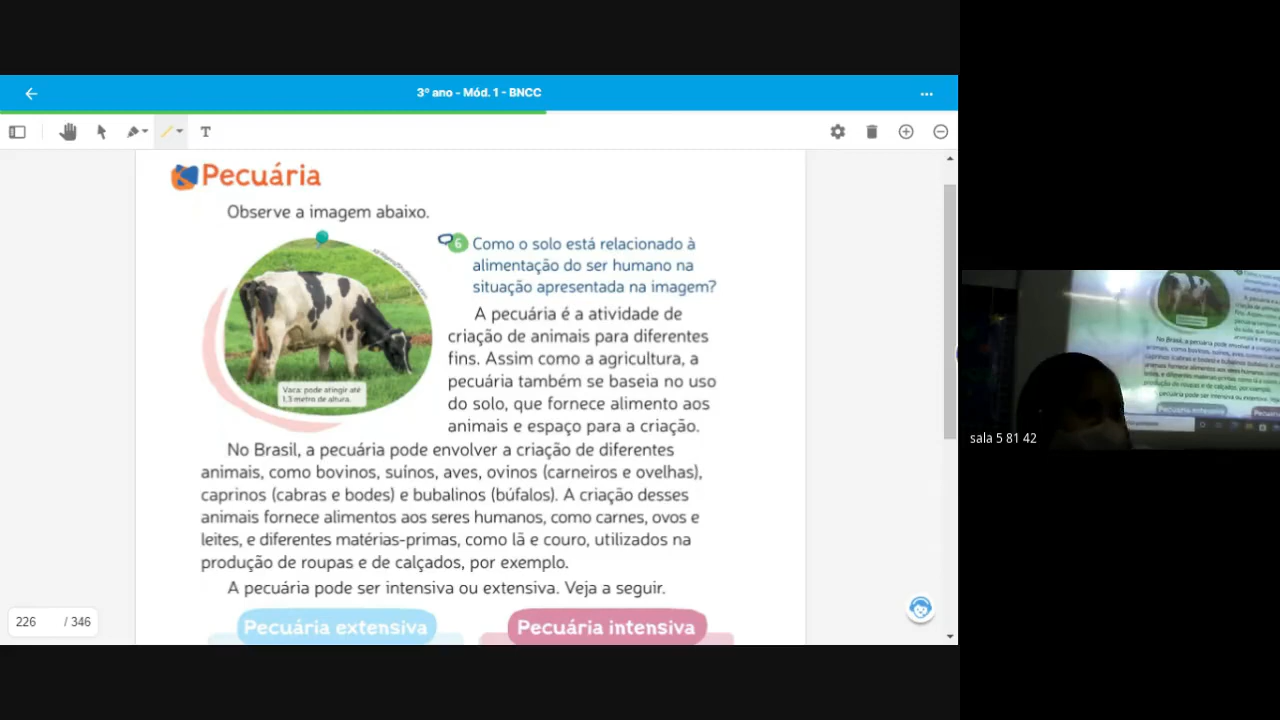 3º ano - Mód. 1 - BNCC
T
Pecuária
Observe a imagem abaixo.
6 Como o solo está relacionado à
alimentação do ser humano na
situação apresentada na imagem?
Vaca: pode atingir até
1,3 metro de altura.
A pecuária é a atividade de
criação de animais para diferentes
fins. Assim como a agricultura, a
pecuária também se baseia no uso
do solo, que fornece alimento aos
animais e espaço para a criação.
No Brasil, a pecuária pode envolver a criação de diferentes
animais, como bovinos, suínos, aves, ovinos (carneiros e ovelhas),
caprinos (cabras e bodes) e bubalinos (búfalos). A criação desses
animais fornece alimentos aos seres humanos, como carnes, ovos e
leites, e diferentes matérias-primas, como lã e couro, utilizados na
produção de roupas e de calçados, por exemplo.
A pecuária pode ser intensiva ou extensiva. Veja a seguir.
Pecuária extensiva
Pecuária intensiva
226 / 346
sala 5 81 42